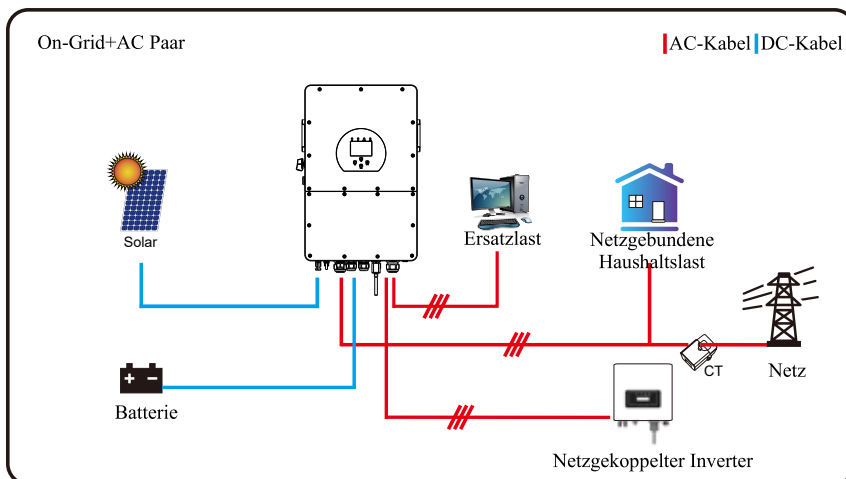 On-Grid+AC Paar
AC-Kabel DC-Kabel
Solar
Ersatzlast
Netzgebundene
Haushaltslast
CT
Netz
Batterie
Netzgekoppelter Inverter